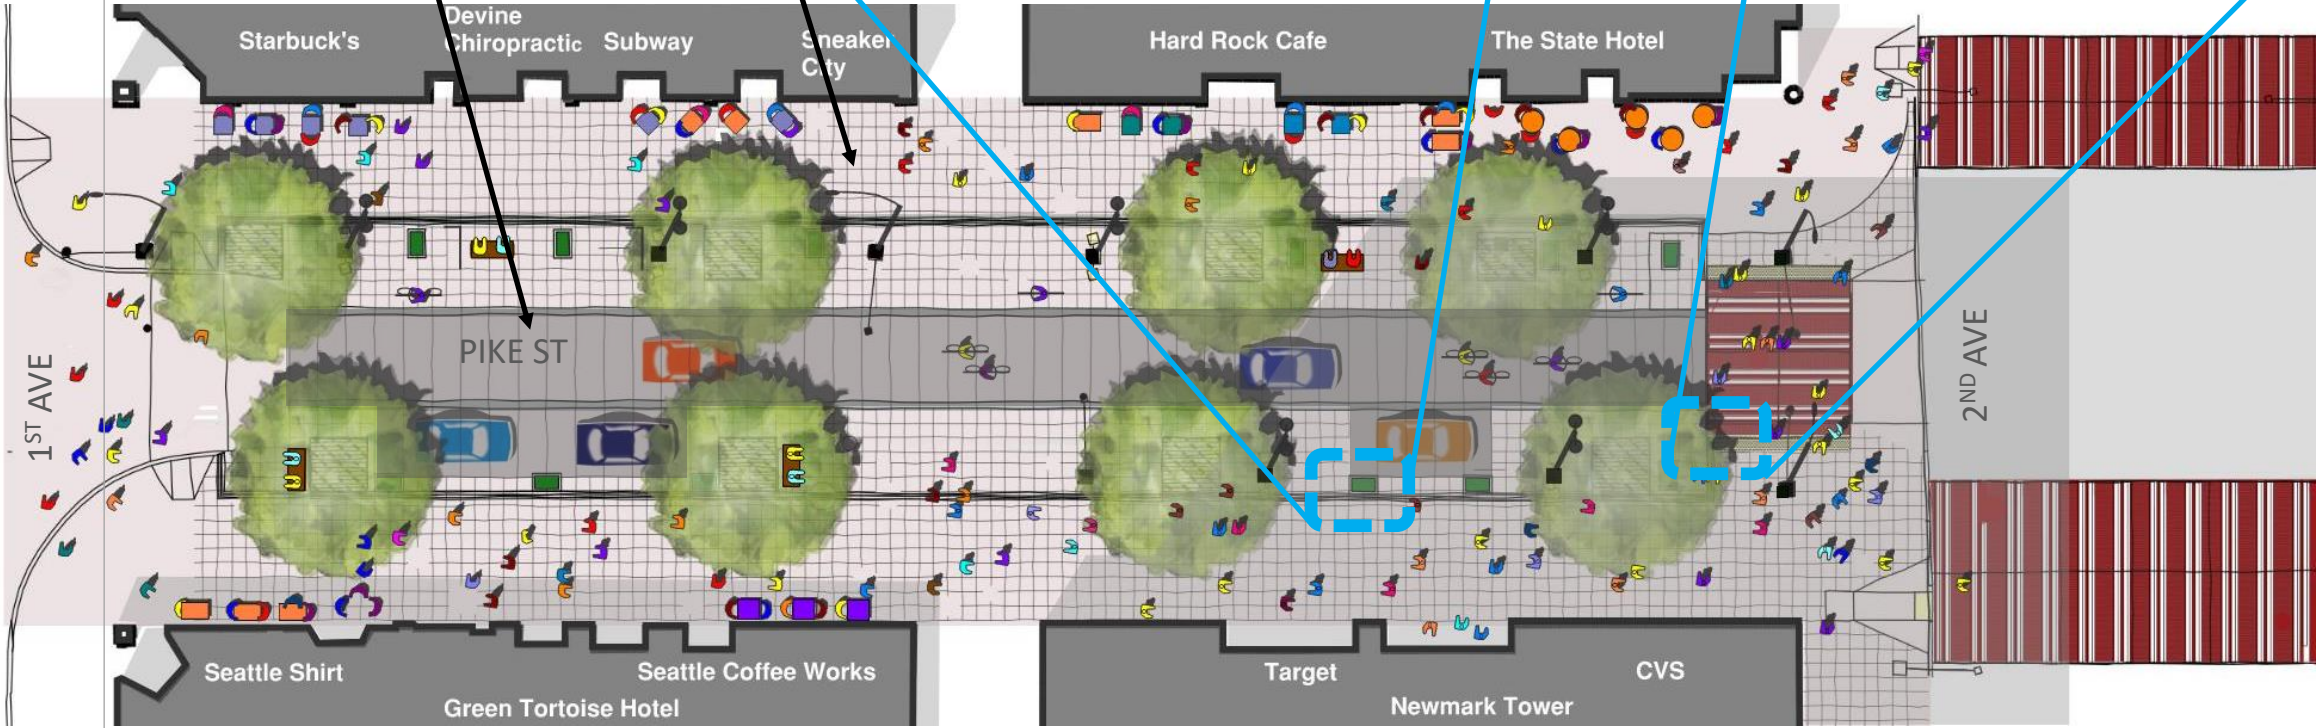 Starbuck's
Devine
Chiropractic
Subway
Sneaker
City
Hard Rock Cafe
The State Hotel
PIKE ST
1ST AVE
2ND AVE
Seattle Shirt
Seattle Coffee Works
Green Tortoise Hotel
Target
CVS
Newmark Tower